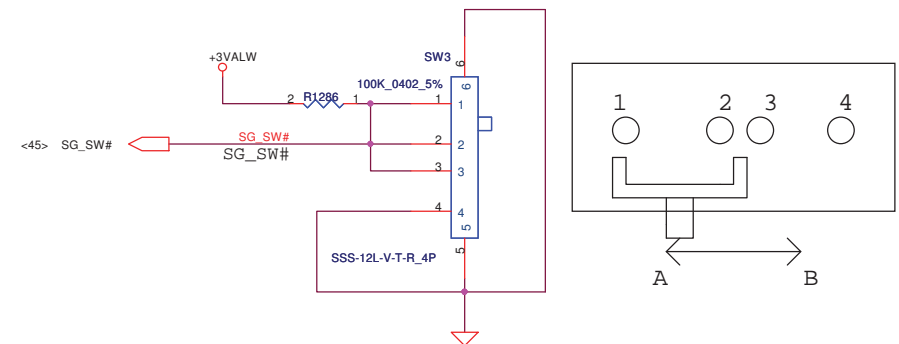 SW3
+3VALW
100K_0402_5%
2 R1286 1
6
6
1 1
<45> SG_SW#
SG_SW#
SG_SW#
2 2
3 3
4 4
5
5
SSS-12L-V-T-R_4P
1 2 3 4
A B